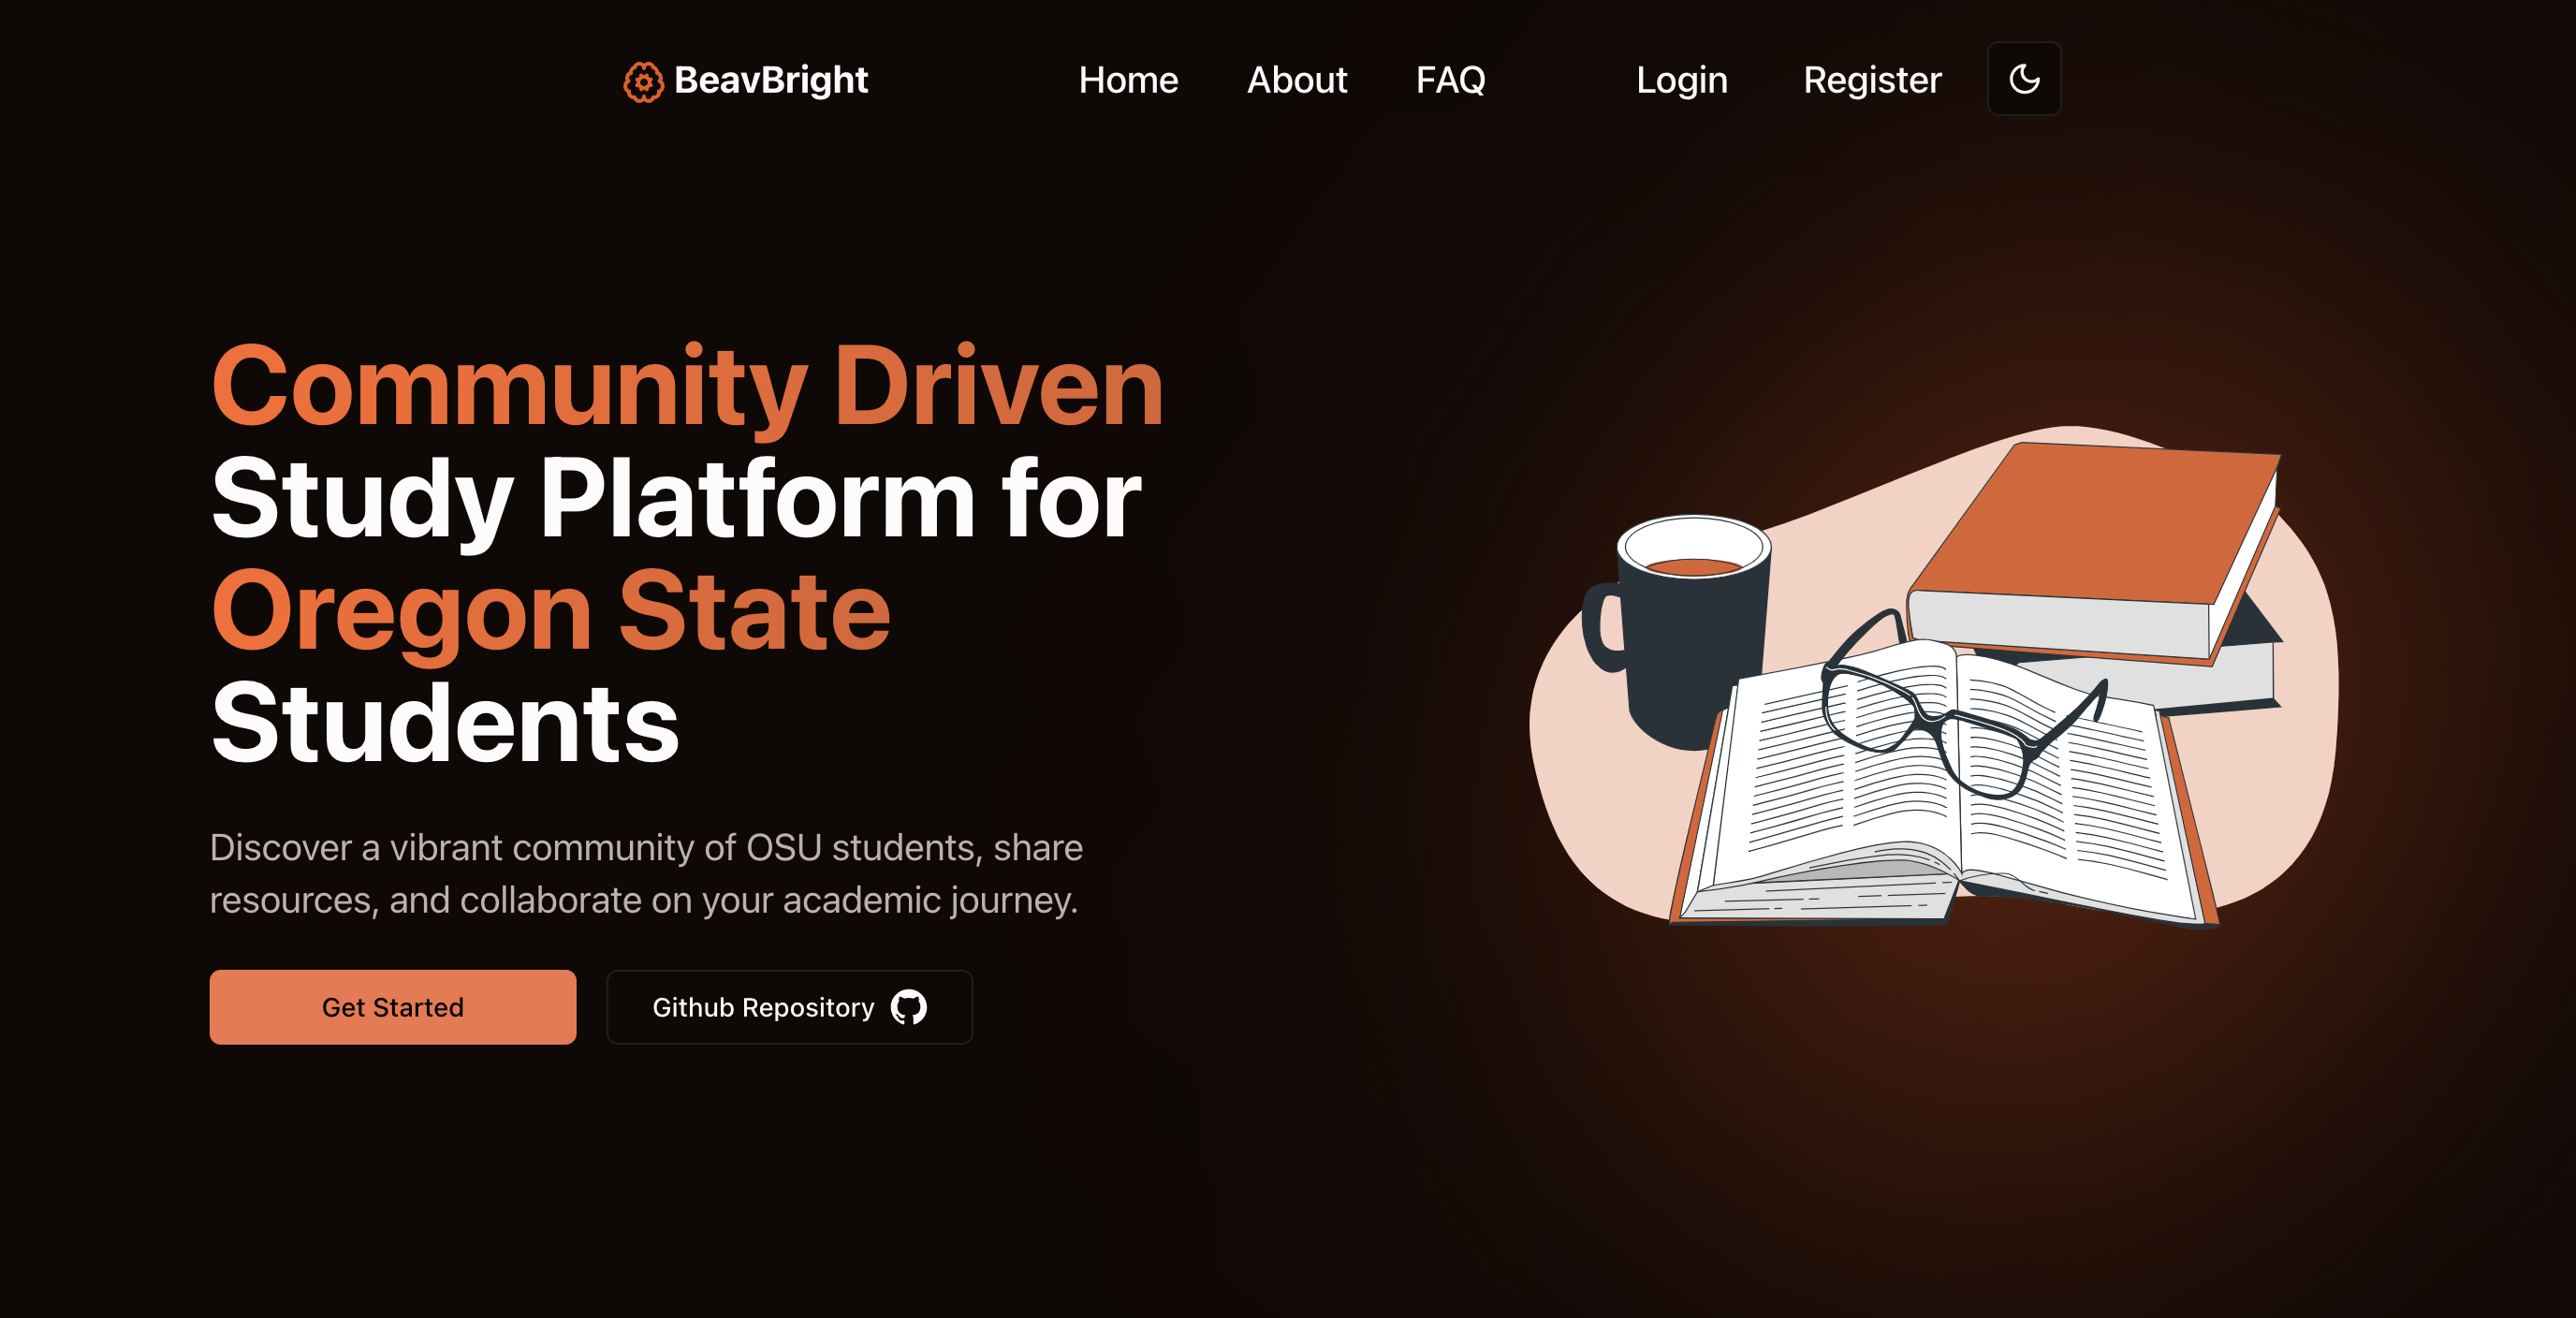 BeavBright
Home
About
FAQ
Login
Register
Community Driven
Study Platform for
Oregon State
Students
Discover a vibrant community of OSU students, share
resources, and collaborate on your academic journey.
Get Started
Github Repository